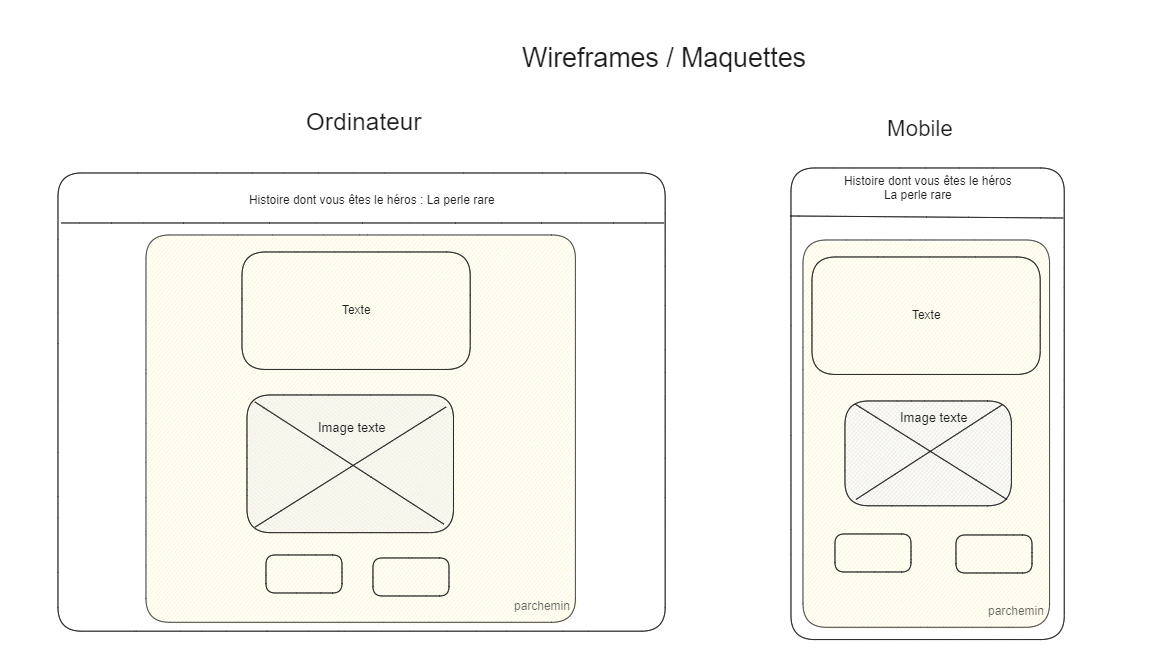 Wireframes / Maquettes
Ordinateur
Histoire dont vous êtes le héros : La perle rare
Texte
Image texte
parchemin
Mobile
Histoire dont vous êtes le héros
La perle rare
Texte
Image texte
parchemin